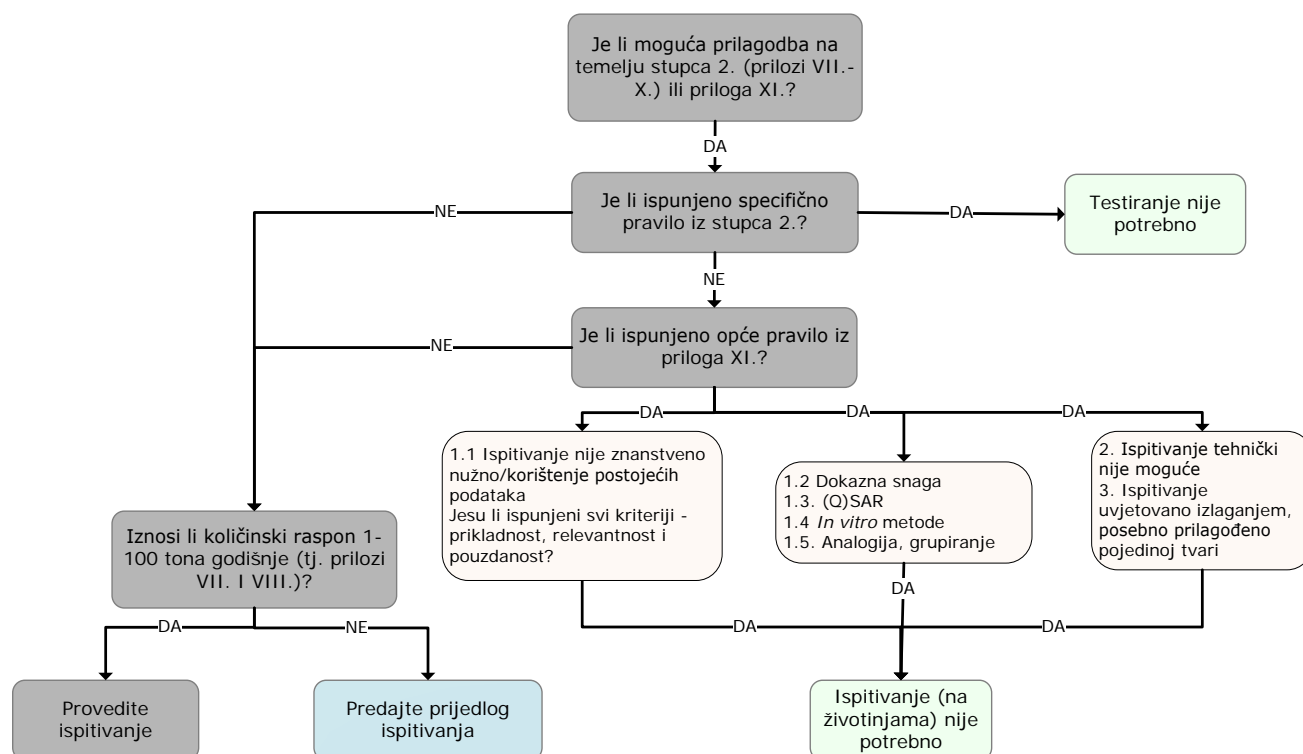 Je li moguća prilagodba na
temelju stupca 2. (prilozi VII.-
X.) ili priloga XI.?
DA
Je li ispunjeno specifično
pravilo iz stupca 2.?
NE
DA
Testiranje nije
potrebno
NE
Je li ispunjeno opće pravilo iz
priloga XI.?
NE
DA
DA
DA
1.1 Ispitivanje nije znanstveno
nužno/korištenje postojećih
podataka
Jesu li ispunjeni svi kriteriji -
prikladnost, relevantnost i
pouzdanost?
1.2 Dokazna snaga
1.3. (Q)SAR
1.4 In vitro metode
1.5. Analogija, grupiranje
2. Ispitivanje tehnički
nije moguće
3. Ispitivanje
uvjetovano izlaganjem,
posebno prilagođeno
pojedinoj tvari
Iznosi li količinski raspon 1-
100 tona godišnje (tj. prilozi
VII. I VIII.)?
DA
NE
DA
DA
DA
Provedite
ispitivanje
Predajte prijedlog
ispitivanja
Ispitivanje (na
životinjama) nije
potrebno